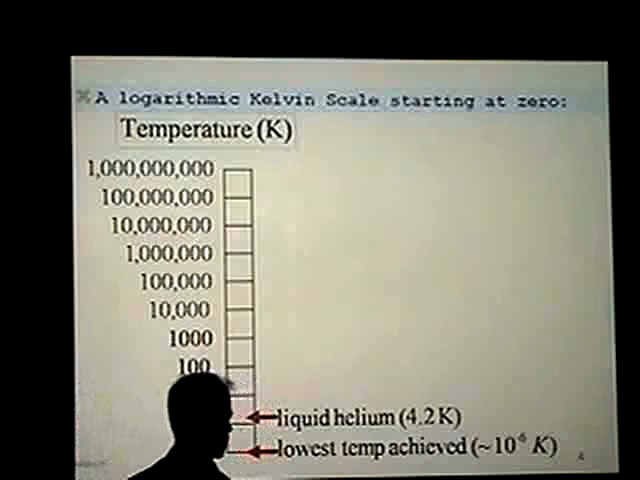 A logarithmic Kelvin Scale starting at zero:
Temperature (K)
1,000,000,000
100,000,000
10,000,000
1,000,000
100,000
10,000
1000
100
liquid helium (4.2 K)
lowest temp achieved (~10⁻⁶ K)
4